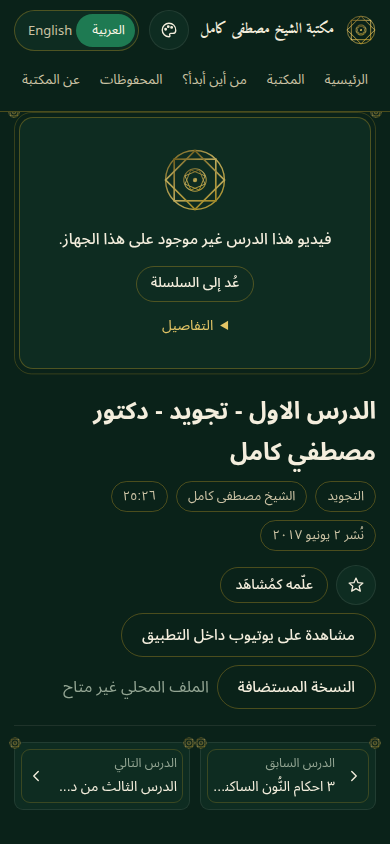 مكتبة الشيخ مصطفى كامل
العربية English
الرئيسية المكتبة من أين أبدأ؟ المحفوظات عن المكتبة
فيديو هذا الدرس غير موجود على هذا الجهاز.
عُد إلى السلسلة
التفاصيل
الدرس الاول - تجويد - دكتور
مصطفي كامل
التجويد الشيخ مصطفى كامل ٢٥:٢٦
نُشر ٢ يونيو ٢٠١٧
علّمه كمُشاهَد
مشاهدة على يوتيوب داخل التطبيق
النسخة المستضافة الملف المحلي غير متاح
الدرس السابق
٣ احكام النُون الساكنـ...
الدرس التالي
الدرس الثالث من د...